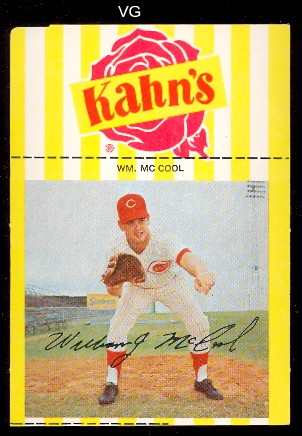 VG
Kahn's
®
WM. MC COOL
C
William J McCool